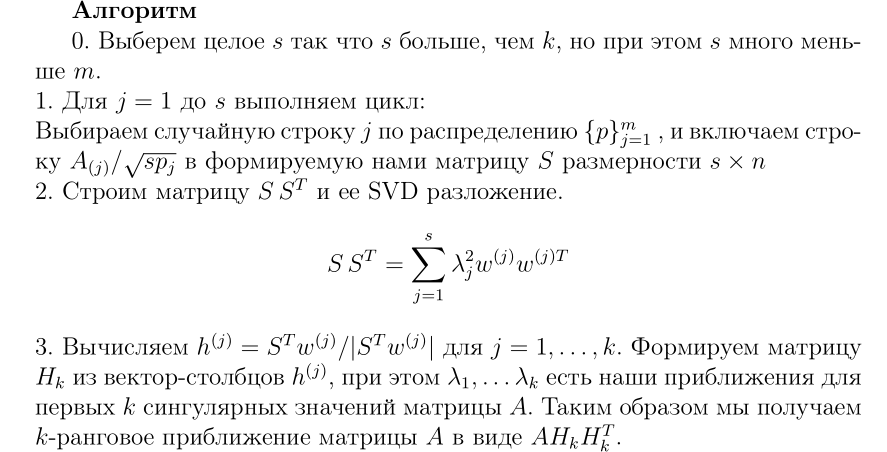 Алгоритм
0. Выберем целое s так что s больше, чем k, но при этом s много мень-
ше m.
1. Для j = 1 до s выполняем цикл:
Выбираем случайную строку j по распределению {p}_{j=1}^m , и включаем стро-
ку A_{(j)}/√sp_j в формируемую нами матрицу S размерности s × n
2. Строим матрицу S S^T и ее SVD разложение.
S S^T = ∑_{j=1}^{s} λ_j^2 w^{(j)} w^{(j)T}
3. Вычисляем h^{(j)} = S^T w^{(j)}/|S^T w^{(j)}| для j = 1, . . . , k. Формируем матрицу
H_k из вектор-столбцов h^{(j)}, при этом λ_1, . . . λ_k есть наши приближения для
первых k сингулярных значений матрицы A. Таким образом мы получаем
k-ранговое приближение матрицы A в виде AH_kH_k^T.